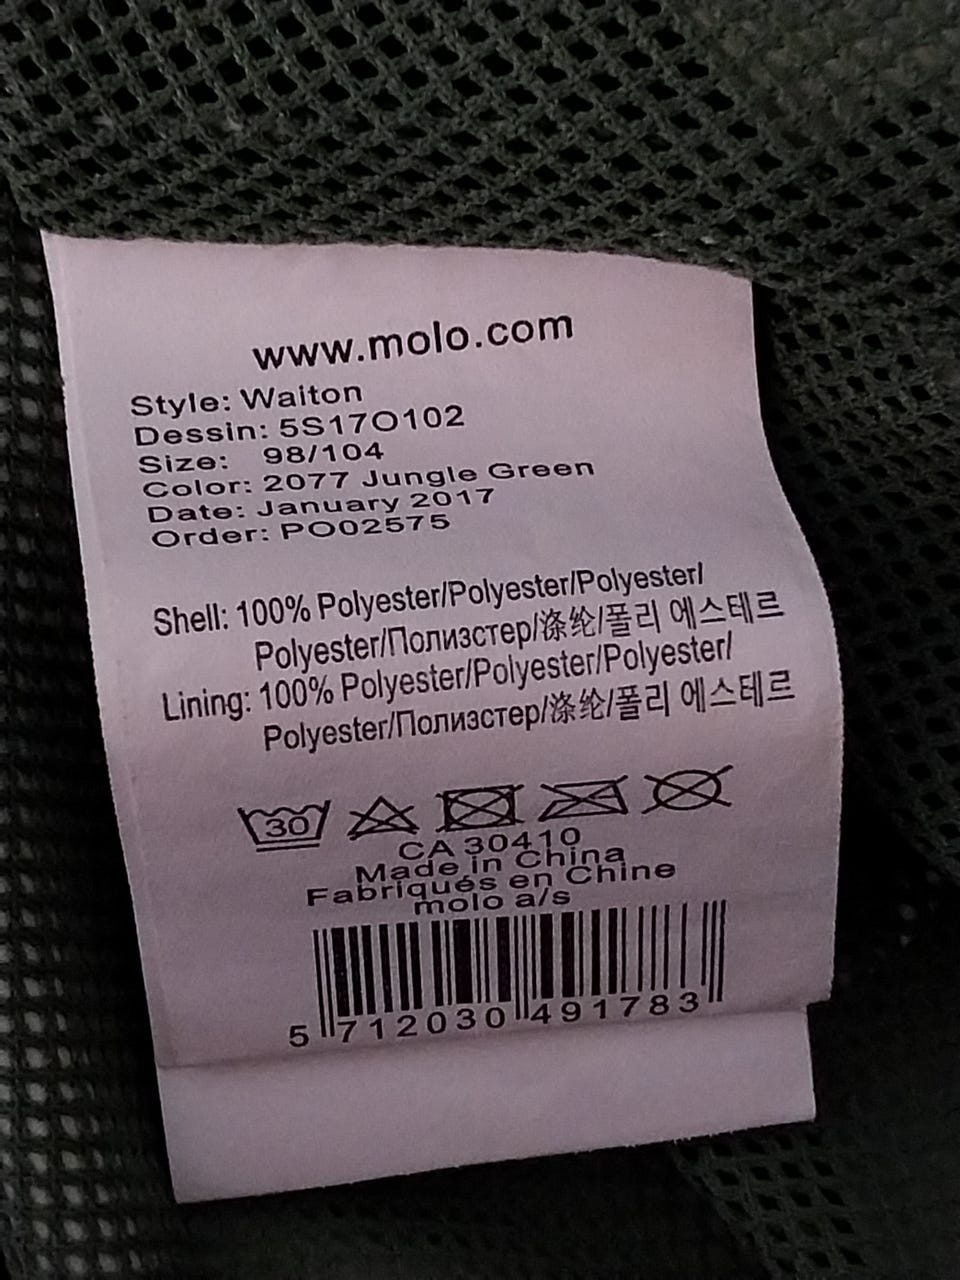 www.molo.com
Style: Waiton
Dessin: 5S17O102
Size: 98/104
Color: 2077 Jungle Green
Date: January 2017
Order: PO02575
Shell: 100% Polyester/Polyester/Polyester/
Polyester/Полиэстер/涤纶/폴리 에스테르
Lining: 100% Polyester/Polyester/Polyester/
Polyester/Полиэстер/涤纶/폴리 에스테르
30
CA 30410
Made in China
Fabriqués en Chine
molo a/s
5 712030 491783